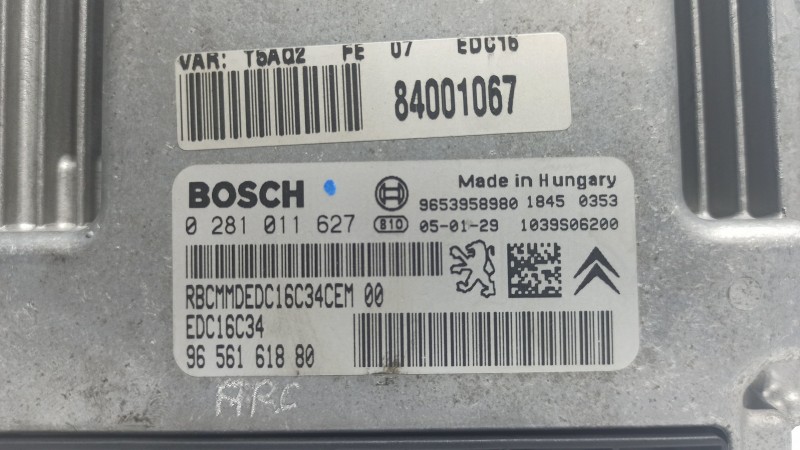 VAR: T5AQ2 FE 07 EDC16
84001067
BOSCH
Made in Hungary
9653958980 1845 0353
0 281 011 627 B10 05-01-29 1039S06200
RBCMMDEDC16C34CEM 00
EDC16C34
96 561 618 80
ARC